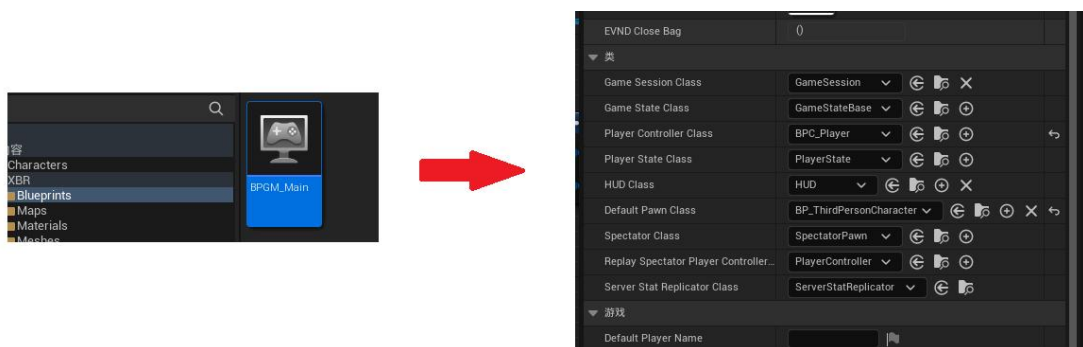 容
Characters
XBR
Blueprints
Maps
Materials
Meshes
BPGM_Main
EVND Close Bag
()
类
Game Session Class
GameSession
Game State Class
GameStateBase
Player Controller Class
BPC_Player
Player State Class
PlayerState
HUD Class
HUD
Default Pawn Class
BP_ThirdPersonCharacter
Spectator Class
SpectatorPawn
Replay Spectator Player Controller...
PlayerController
Server Stat Replicator Class
ServerStatReplicator
游戏
Default Player Name